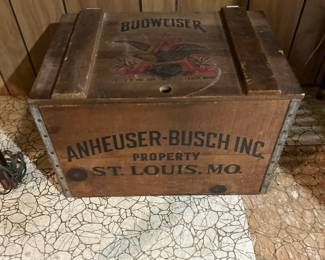 BUDWEISER
ANHEUSER-BUSCH INC.
PROPERTY
ST. LOUIS, MO.